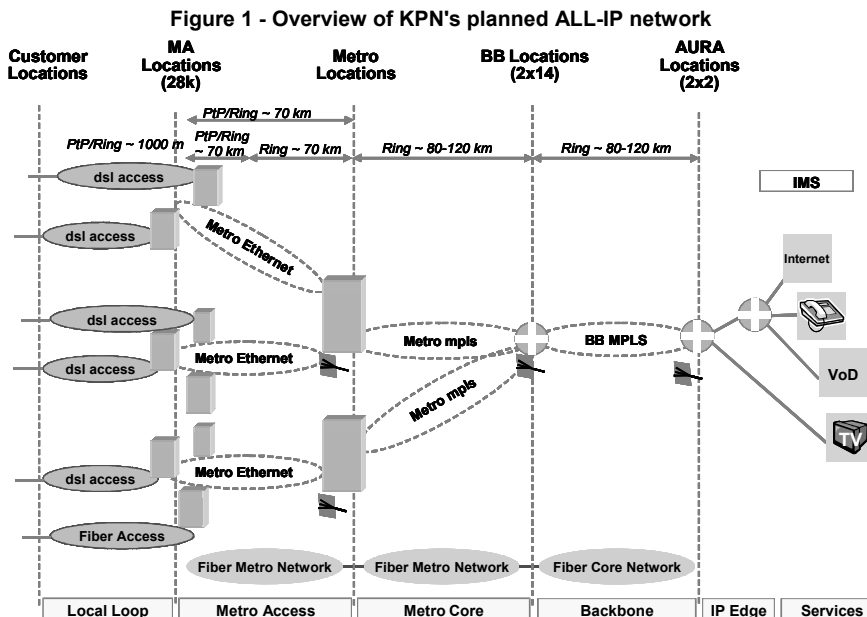 Figure 1 - Overview of KPN's planned ALL-IP network
Customer
Locations
MA
Locations
(28k)
Metro
Locations
BB Locations
(2x14)
AURA
Locations
(2x2)
PtP/Ring ~ 70 km
PtP/Ring ~ 1000 m
PtP/Ring
~ 70 km
Ring ~ 70 km
Ring ~ 80-120 km
Ring ~ 80-120 km
dsl access
IMS
dsl access
Metro Ethernet
Internet
dsl access
Metro Ethernet
Metro mpls
BB MPLS
dsl access
VoD
Metro mpls
TV
dsl access
Metro Ethernet
Fiber Access
Fiber Metro Network
Fiber Metro Network
Fiber Core Network
Local Loop
Metro Access
Metro Core
Backbone
IP Edge
Services